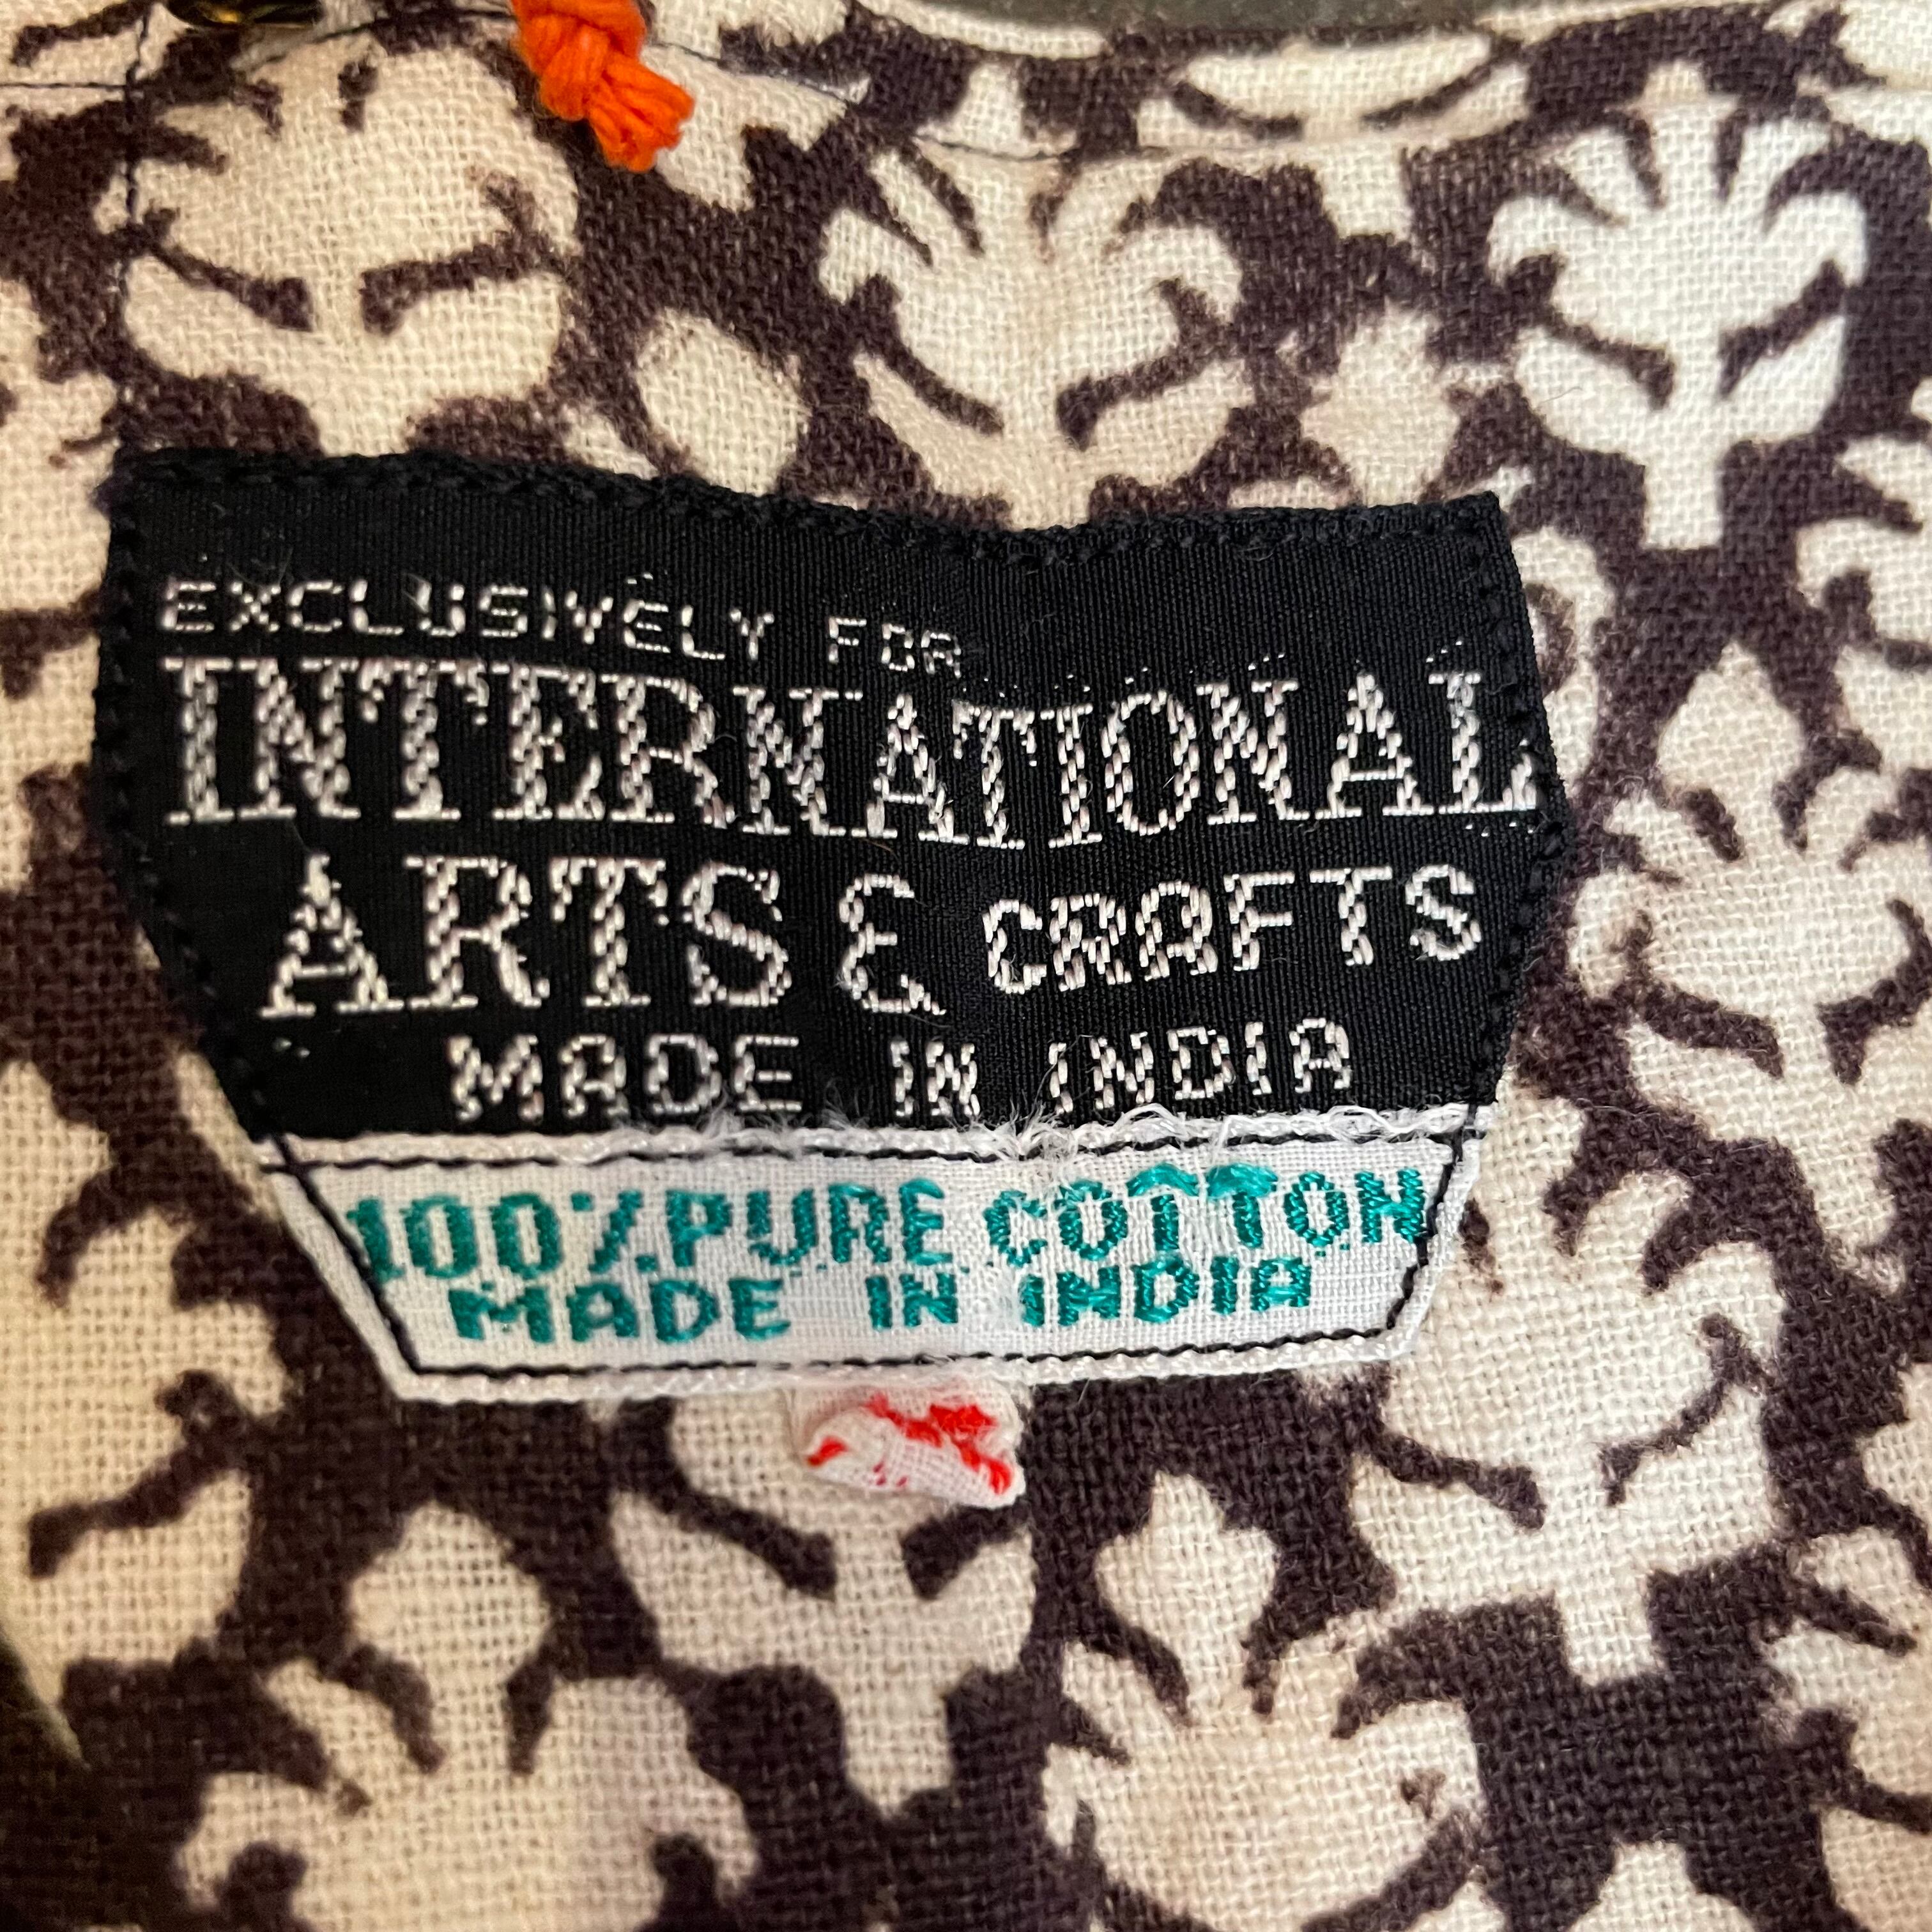 EXCLUSIVELY FOR
INTERNATIONAL
ARTS & CRAFTS
MADE IN INDIA
100% PURE COTTON
MADE IN INDIA